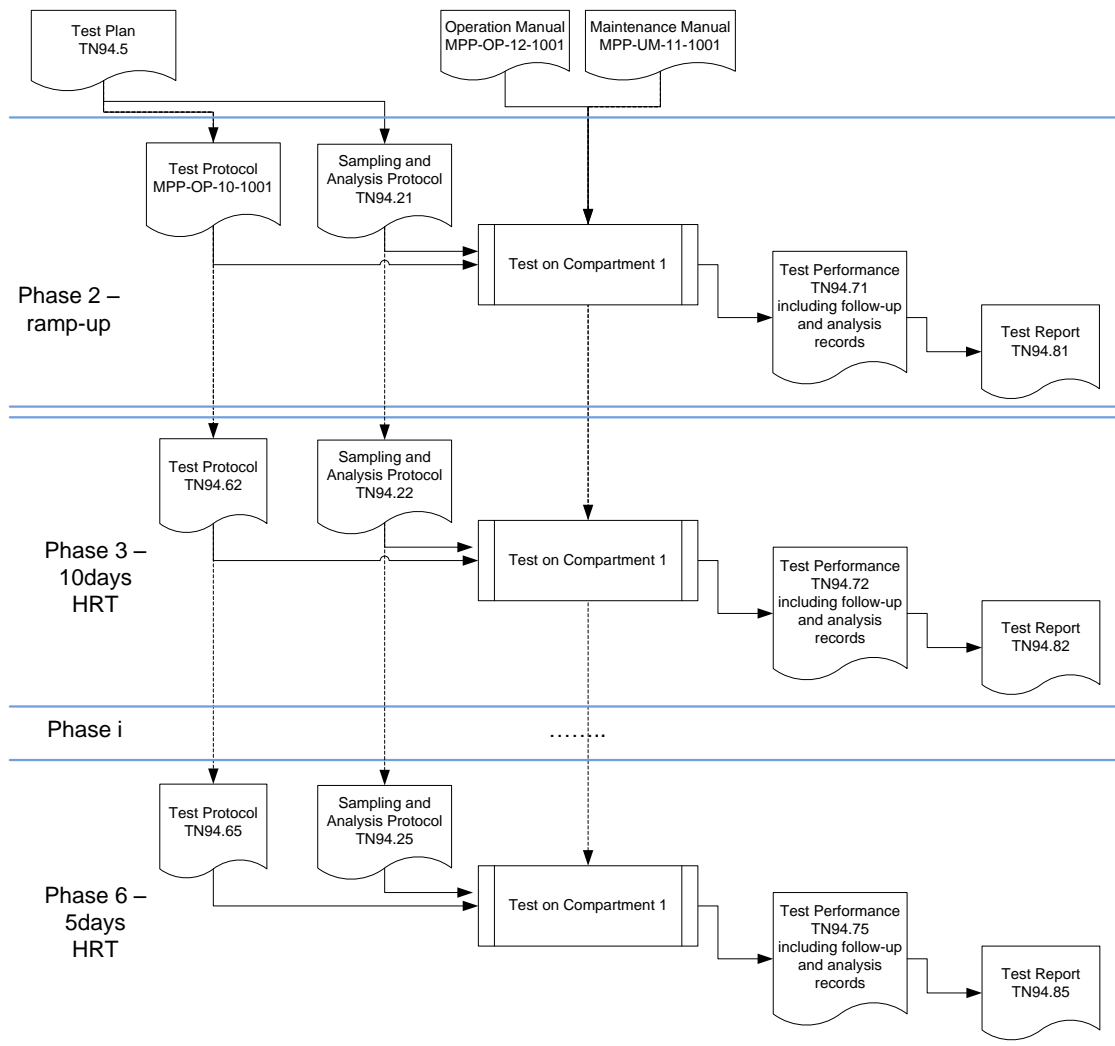 Test Plan
TN94.5
Operation Manual
MPP-OP-12-1001
Maintenance Manual
MPP-UM-11-1001
Phase 2 –
ramp-up
Test Protocol
MPP-OP-10-1001
Sampling and
Analysis Protocol
TN94.21
Test on Compartment 1
Test Performance
TN94.71
including follow-up
and analysis
records
Test Report
TN94.81
Phase 3 –
10days
HRT
Test Protocol
TN94.62
Sampling and
Analysis Protocol
TN94.22
Test on Compartment 1
Test Performance
TN94.72
including follow-up
and analysis
records
Test Report
TN94.82
Phase i
……..
Phase 6 –
5days
HRT
Test Protocol
TN94.65
Sampling and
Analysis Protocol
TN94.25
Test on Compartment 1
Test Performance
TN94.75
including follow-up
and analysis
records
Test Report
TN94.85